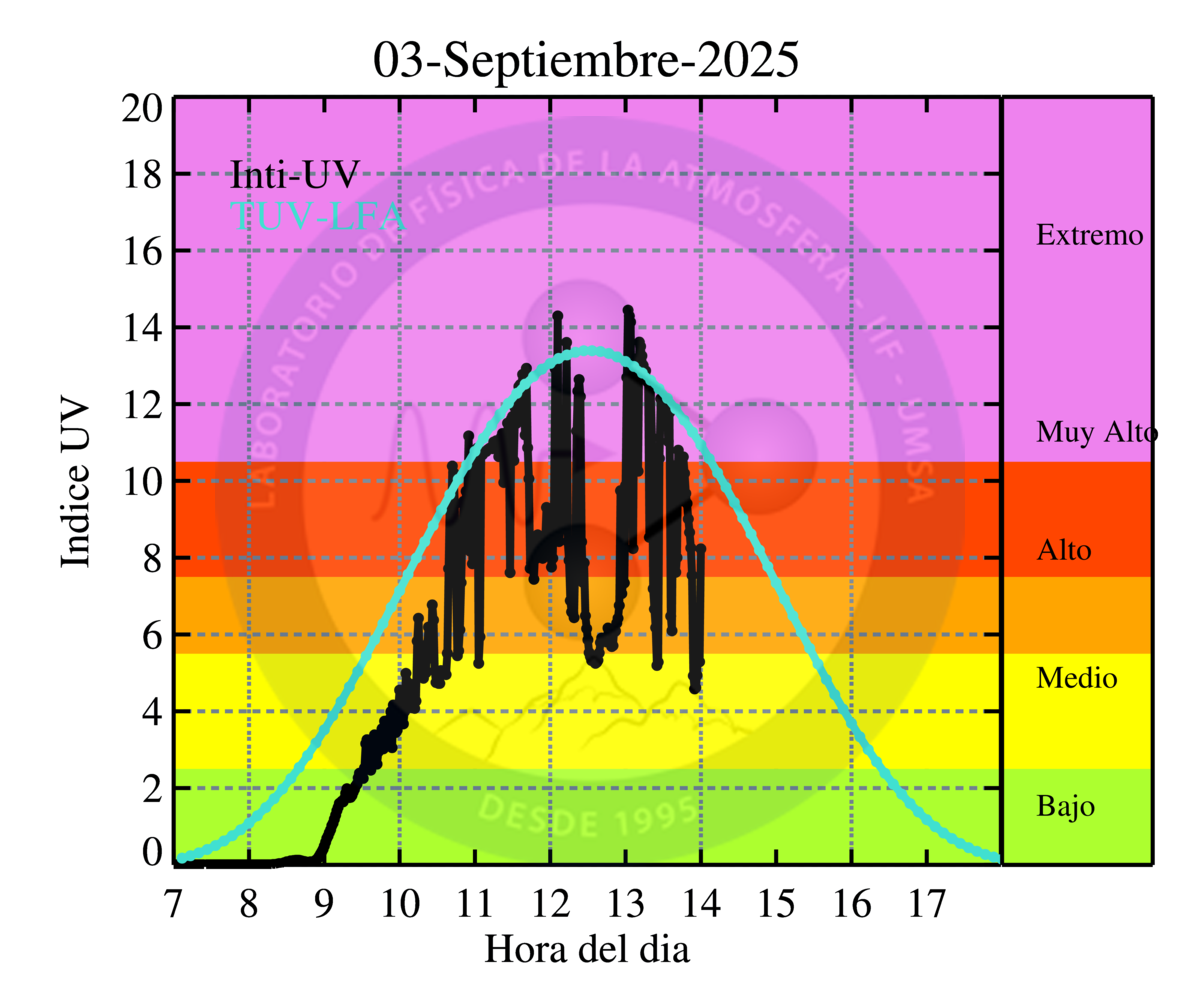 03-Septiembre-2025
20
18
16
14
12
10
8
6
4
2
0
Indice UV
Inti-UV
TUV-LFA
LABORATORIO DE FÍSICA DE LA ATMÓSFERA - IIF - UMSA
DESDE 1995
Extremo
Muy Alto
Alto
Medio
Bajo
7 8 9 10 11 12 13 14 15 16 17
Hora del dia